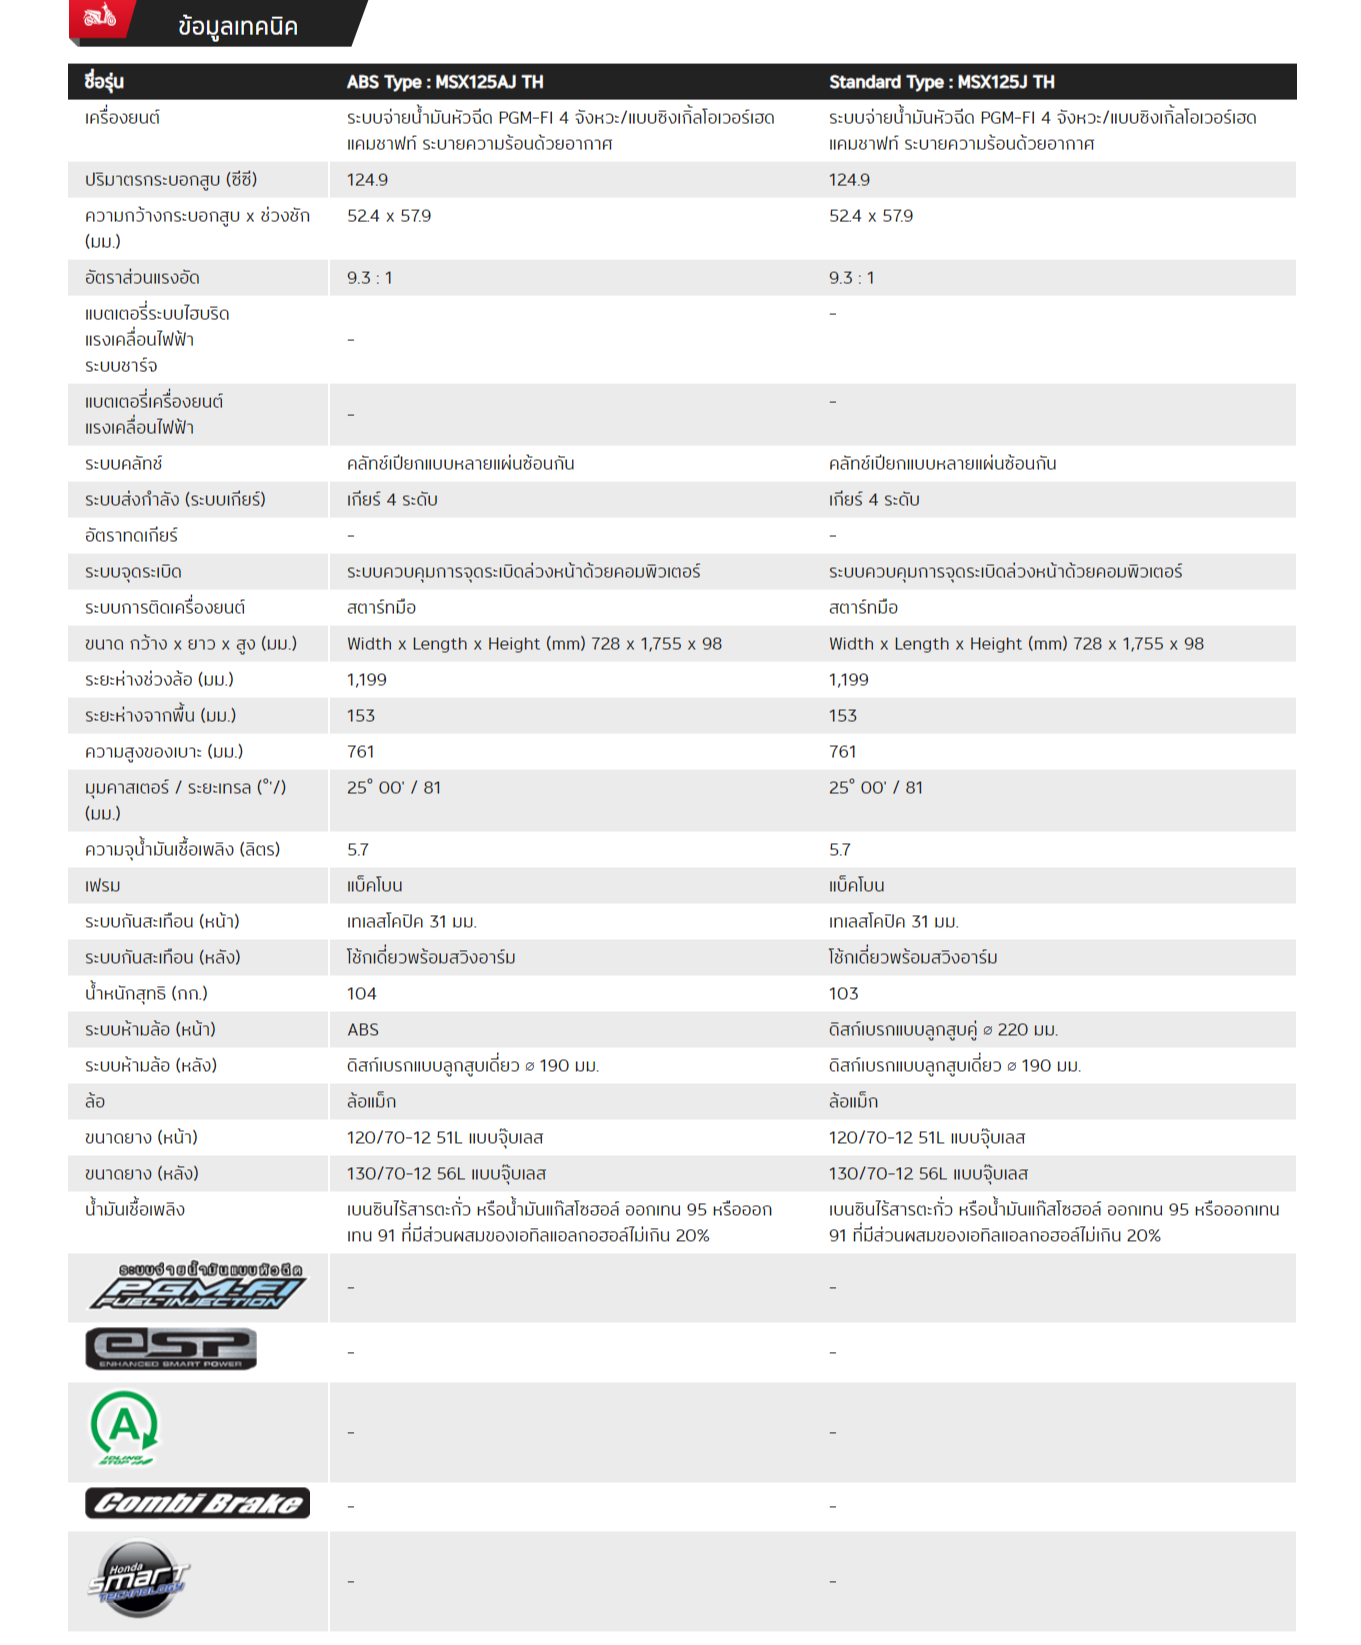 ข้อมูลเทคนิค
ชื่อรุ่น ABS Type : MSX125AJ TH Standard Type : MSX125J TH
เครื่องยนต์ ระบบจ่ายน้ำมันหัวฉีด PGM-FI 4 จังหวะ/แบบซิงเกิ้ลโอเวอร์เฮด ระบบจ่ายน้ำมันหัวฉีด PGM-FI 4 จังหวะ/แบบซิงเกิ้ลโอเวอร์เฮด
แคมชาฟท์ ระบายความร้อนด้วยอากาศ แคมชาฟท์ ระบายความร้อนด้วยอากาศ
ปริมาตรกระบอกสูบ (ซีซี) 124.9 124.9
ความกว้างกระบอกสูบ x ช่วงชัก 52.4 x 57.9 52.4 x 57.9
(มม.)
อัตราส่วนแรงอัด 9.3 : 1 9.3 : 1
แบตเตอรี่ระบบไฮบริด -
แรงเคลื่อนไฟฟ้า -
ระบบชาร์จ
แบตเตอรี่เครื่องยนต์ -
แรงเคลื่อนไฟฟ้า -
ระบบคลัทช์ คลัทช์เปียกแบบหลายแผ่นซ้อนกัน คลัทช์เปียกแบบหลายแผ่นซ้อนกัน
ระบบส่งกำลัง (ระบบเกียร์) เกียร์ 4 ระดับ เกียร์ 4 ระดับ
อัตราทดเกียร์ - -
ระบบจุดระเบิด ระบบควบคุมการจุดระเบิดล่วงหน้าด้วยคอมพิวเตอร์ ระบบควบคุมการจุดระเบิดล่วงหน้าด้วยคอมพิวเตอร์
ระบบการติดเครื่องยนต์ สตาร์ทมือ สตาร์ทมือ
ขนาด กว้าง x ยาว x สูง (มม.) Width x Length x Height (mm) 728 x 1,755 x 98 Width x Length x Height (mm) 728 x 1,755 x 98
ระยะห่างช่วงล้อ (มม.) 1,199 1,199
ระยะห่างจากพื้น (มม.) 153 153
ความสูงของเบาะ (มม.) 761 761
มุมคาสเตอร์ / ระยะเทรล (°'/) 25° 00' / 81 25° 00' / 81
(มม.)
ความจุน้ำมันเชื้อเพลิง (ลิตร) 5.7 5.7
เฟรม แบ็คโบน แบ็คโบน
ระบบกันสะเทือน (หน้า) เทเลสโคปิค 31 มม. เทเลสโคปิค 31 มม.
ระบบกันสะเทือน (หลัง) โช้กเดี่ยวพร้อมสวิงอาร์ม โช้กเดี่ยวพร้อมสวิงอาร์ม
น้ำหนักสุทธิ (กก.) 104 103
ระบบห้ามล้อ (หน้า) ABS ดิสก์เบรกแบบลูกสูบคู่ ⌀ 220 มม.
ระบบห้ามล้อ (หลัง) ดิสก์เบรกแบบลูกสูบเดี่ยว ⌀ 190 มม. ดิสก์เบรกแบบลูกสูบเดี่ยว ⌀ 190 มม.
ล้อ ล้อแม็ก ล้อแม็ก
ขนาดยาง (หน้า) 120/70-12 51L แบบจุ๊บเลส 120/70-12 51L แบบจุ๊บเลส
ขนาดยาง (หลัง) 130/70-12 56L แบบจุ๊บเลส 130/70-12 56L แบบจุ๊บเลส
น้ำมันเชื้อเพลิง เบนซินไร้สารตะกั่ว หรือน้ำมันแก๊สโซฮอล์ ออกเทน 95 หรือออก เบนซินไร้สารตะกั่ว หรือน้ำมันแก๊สโซฮอล์ ออกเทน 95 หรือออกเทน
เทน 91 ที่มีส่วนผสมของเอทิลแอลกอฮอล์ไม่เกิน 20% 91 ที่มีส่วนผสมของเอทิลแอลกอฮอล์ไม่เกิน 20%
ระบบจ่ายน้ำมันแบบหัวฉีด
PGM-FI - -
FUEL INJECTION
eSP - -
ENHANCED SMART POWER
A - -
IDLING
STOP
Combi Brake - -
Honda
smart - -
TECHNOLOGY